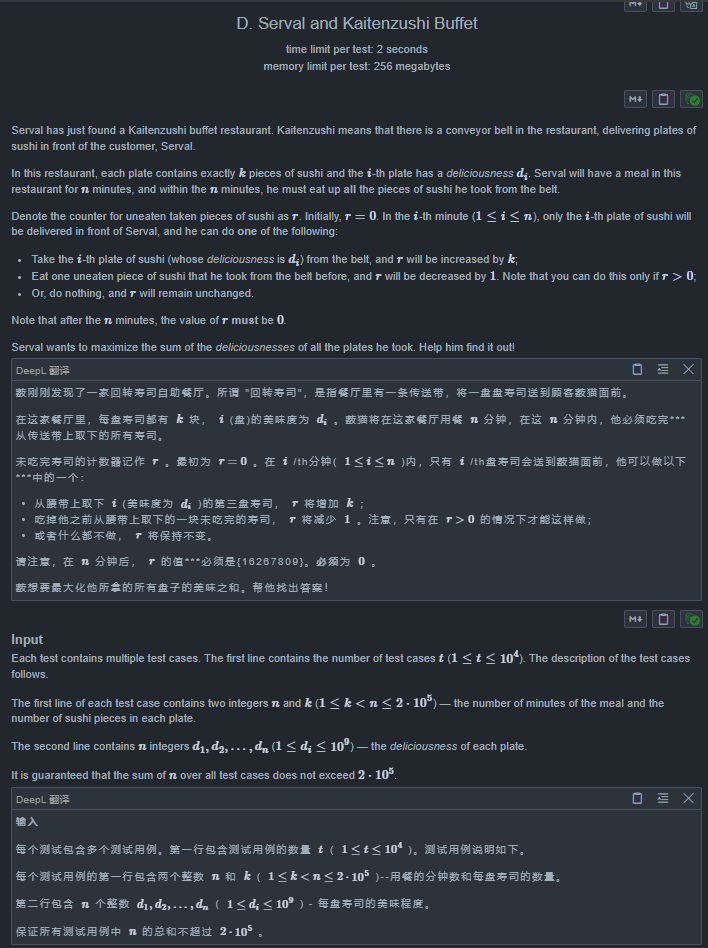 D. Serval and Kaitenzushi Buffet
time limit per test: 2 seconds
memory limit per test: 256 megabytes
M↓
Serval has just found a Kaitenzushi buffet restaurant. Kaitenzushi means that there is a conveyor belt in the restaurant, delivering plates of
sushi in front of the customer, Serval.
In this restaurant, each plate contains exactly k pieces of sushi and the i-th plate has a deliciousness d_i. Serval will have a meal in this
restaurant for n minutes, and within the n minutes, he must eat up all the pieces of sushi he took from the belt.
Denote the counter for uneaten taken pieces of sushi as r. Initially, r = 0. In the i-th minute (1 ≤ i ≤ n), only the i-th plate of sushi will
be delivered in front of Serval, and he can do one of the following:
• Take the i-th plate of sushi (whose deliciousness is d_i) from the belt, and r will be increased by k;
• Eat one uneaten piece of sushi that he took from the belt before, and r will be decreased by 1. Note that you can do this only if r > 0;
• Or, do nothing, and r will remain unchanged.
Note that after the n minutes, the value of r must be 0.
Serval wants to maximize the sum of the deliciousnesses of all the plates he took. Help him find it out!
DeepL 翻译
薮刚刚发现了一家回转寿司自助餐厅。所谓 "回转寿司"，是指餐厅里有一条传送带，将一盘盘寿司送到顾客薮猫面前。
在这家餐厅里，每盘寿司都有 k 块， i (盘)的美味度为 d_i 。薮猫将在这家餐厅用餐 n 分钟，在这 n 分钟内，他必须吃完***
从传送带上取下的所有寿司。
未吃完寿司的计数器记作 r 。最初为 r = 0 。在 i /th分钟( 1 ≤ i ≤ n )内，只有 i /th盘寿司会送到薮猫面前，他可以做以下
***中的一个：
• 从腰带上取下 i (美味度为 d_i )的第三盘寿司， r 将增加 k ；
• 吃掉他之前从腰带上取下的一块未吃完的寿司， r 将减少 1 。注意，只有在 r > 0 的情况下才能这样做；
• 或者什么都不做， r 将保持不变。
请注意，在 n 分钟后， r 的值***必须是{16267809}。必须为 0 。
薮想要最大化他所拿的所有盘子的美味之和。帮他找出答案！
M↓
Input
Each test contains multiple test cases. The first line contains the number of test cases t (1 ≤ t ≤ 10^4). The description of the test cases
follows.
The first line of each test case contains two integers n and k (1 ≤ k < n ≤ 2 · 10^5) — the number of minutes of the meal and the
number of sushi pieces in each plate.
The second line contains n integers d_1, d_2, . . . , d_n (1 ≤ d_i ≤ 10^9) — the deliciousness of each plate.
It is guaranteed that the sum of n over all test cases does not exceed 2 · 10^5.
DeepL 翻译
输入
每个测试包含多个测试用例。第一行包含测试用例的数量 t ( 1 ≤ t ≤ 10^4 )。测试用例说明如下。
每个测试用例的第一行包含两个整数 n 和 k ( 1 ≤ k < n ≤ 2 · 10^5 )--用餐的分钟数和每盘寿司的数量。
第二行包含 n 个整数 d_1, d_2, . . . , d_n ( 1 ≤ d_i ≤ 10^9 ) - 每盘寿司的美味程度。
保证所有测试用例中 n 的总和不超过 2 · 10^5 。